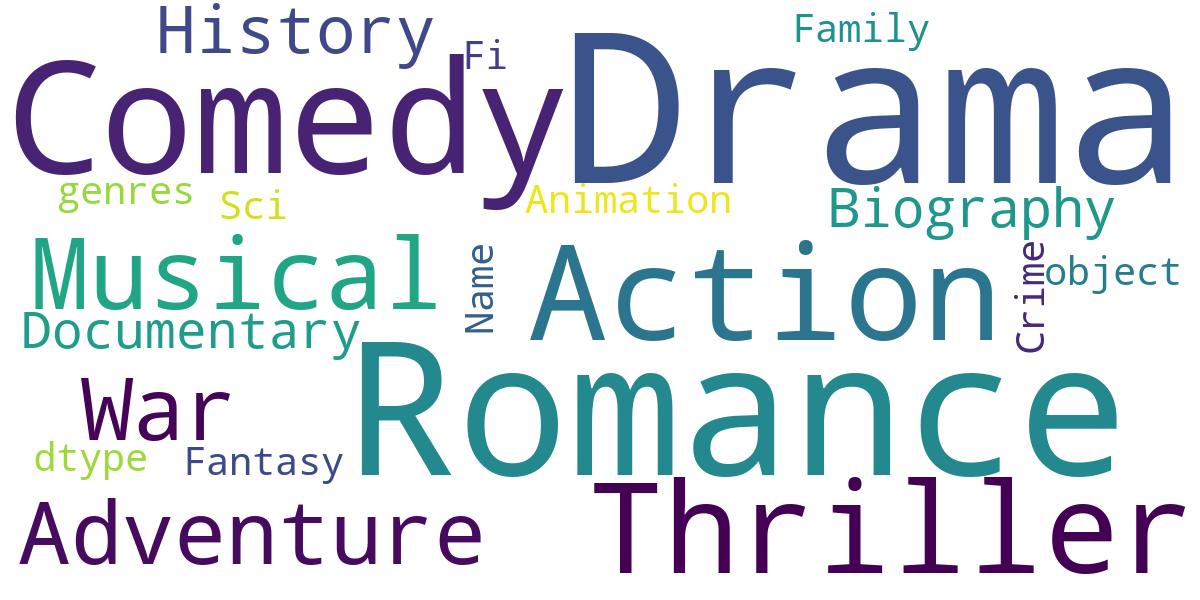 History
Fi
Family
Comedy
Drama
genres
Sci
Animation
Biography
Musical
Name
Action
Crime
object
Documentary
Romance
War
dtype
Fantasy
Adventure
Thriller